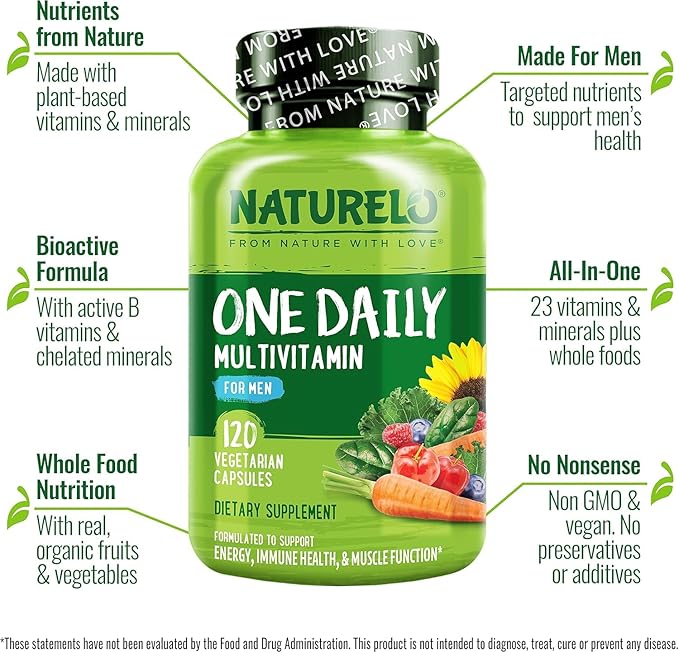 Nutrients
from Nature
Made with
plant-based
vitamins & minerals
Bioactive
Formula
With active B
vitamins &
chelated minerals
Whole Food
Nutrition
With real,
organic fruits
& vegetables
FROM NATURE WITH LOVE®
NATURELO®
FROM NATURE WITH LOVE®
ONE DAILY
MULTIVITAMIN
FOR MEN
120
VEGETARIAN
CAPSULES
DIETARY SUPPLEMENT
FORMULATED TO SUPPORT
ENERGY, IMMUNE HEALTH, & MUSCLE FUNCTION*
Made For Men
Targeted nutrients
to support men's
health
All-In-One
23 vitamins &
minerals plus
whole foods
No Nonsense
Non GMO &
vegan. No
preservatives
or additives
*These statements have not been evaluated by the Food and Drug Administration. This product is not intended to diagnose, treat, cure or prevent any disease.